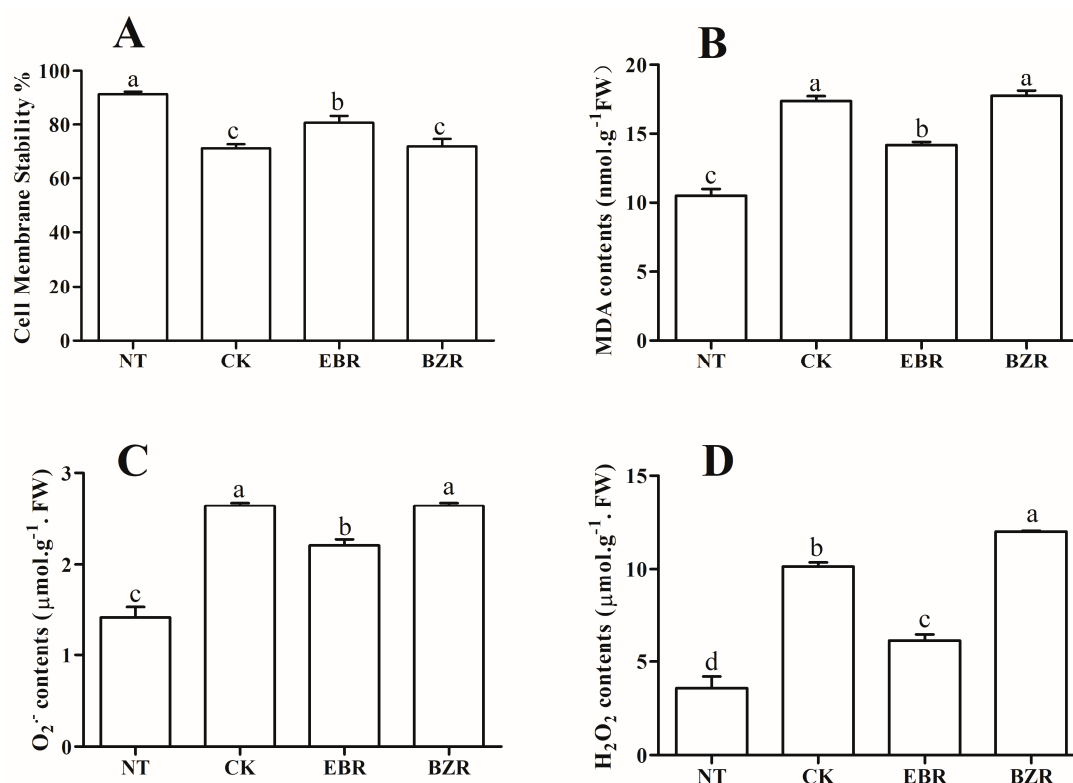 A
Cell Membrane Stability %
100
80
60
40
20
0
a
c
b
c
NT CK EBR BZR
B
MDA contents (nmol.g⁻¹FW)
20
15
10
5
0
c
a
b
a
NT CK EBR BZR
C
O₂·⁻ contents (μmol.g⁻¹. FW)
3
2
1
0
c
a
b
a
NT CK EBR BZR
D
H₂O₂ contents (μmol.g⁻¹. FW)
15
10
5
0
d
b
c
a
NT CK EBR BZR